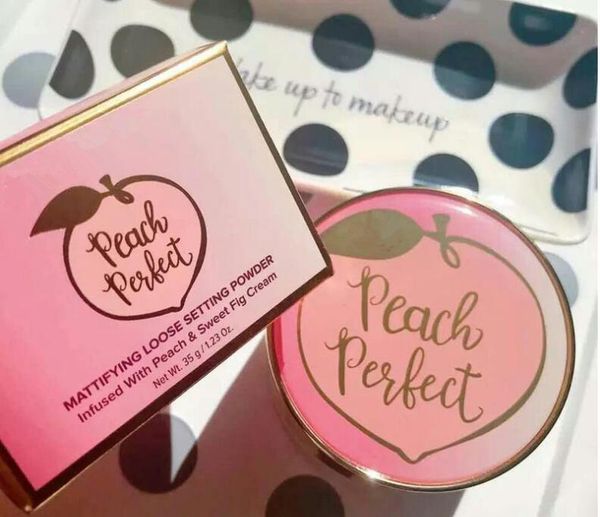 Wake up to makeup
Peach
Perfect
MATTIFYING LOOSE SETTING POWDER
Infused With Peach & Sweet Fig Cream
Net Wt. 35 g / 1.23 Oz.
Peach
Perfect